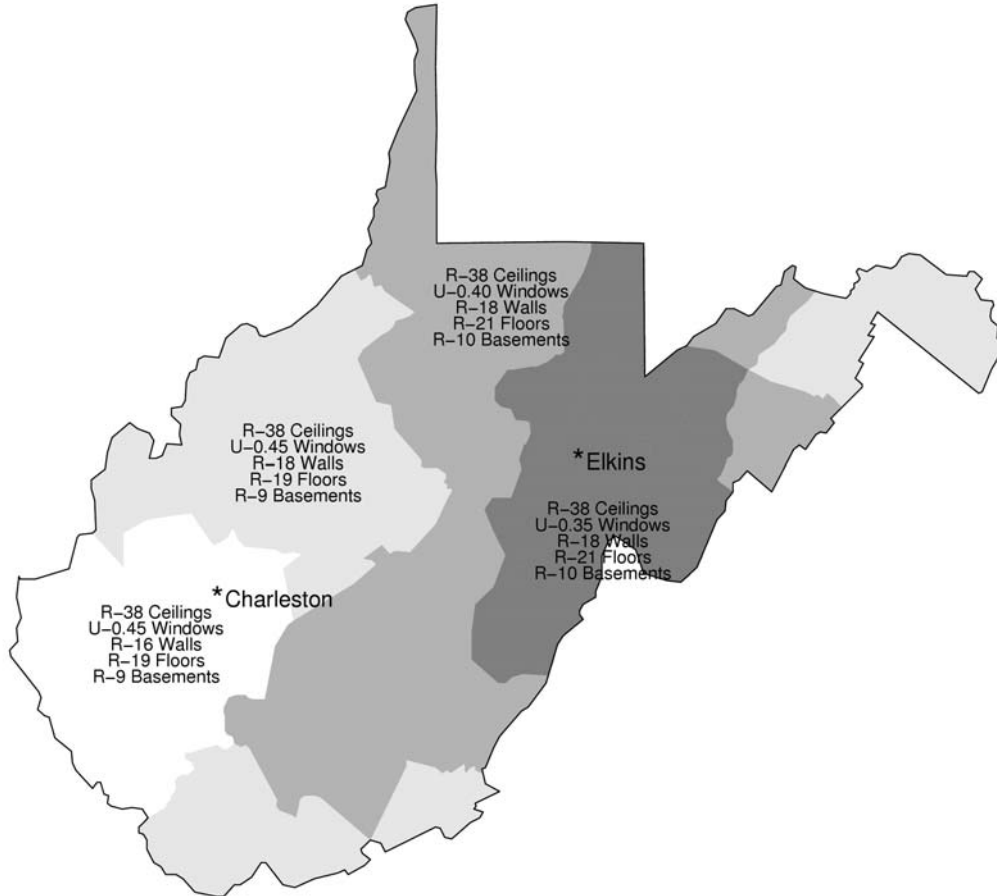 R-38 Ceilings
U-0.40 Windows
R-18 Walls
R-21 Floors
R-10 Basements
R-38 Ceilings
U-0.45 Windows
R-18 Walls
R-19 Floors
R-9 Basements
*Elkins
R-38 Ceilings
U-0.35 Windows
R-18 Walls
R-21 Floors
R-10 Basements
*Charleston
R-38 Ceilings
U-0.45 Windows
R-16 Walls
R-19 Floors
R-9 Basements